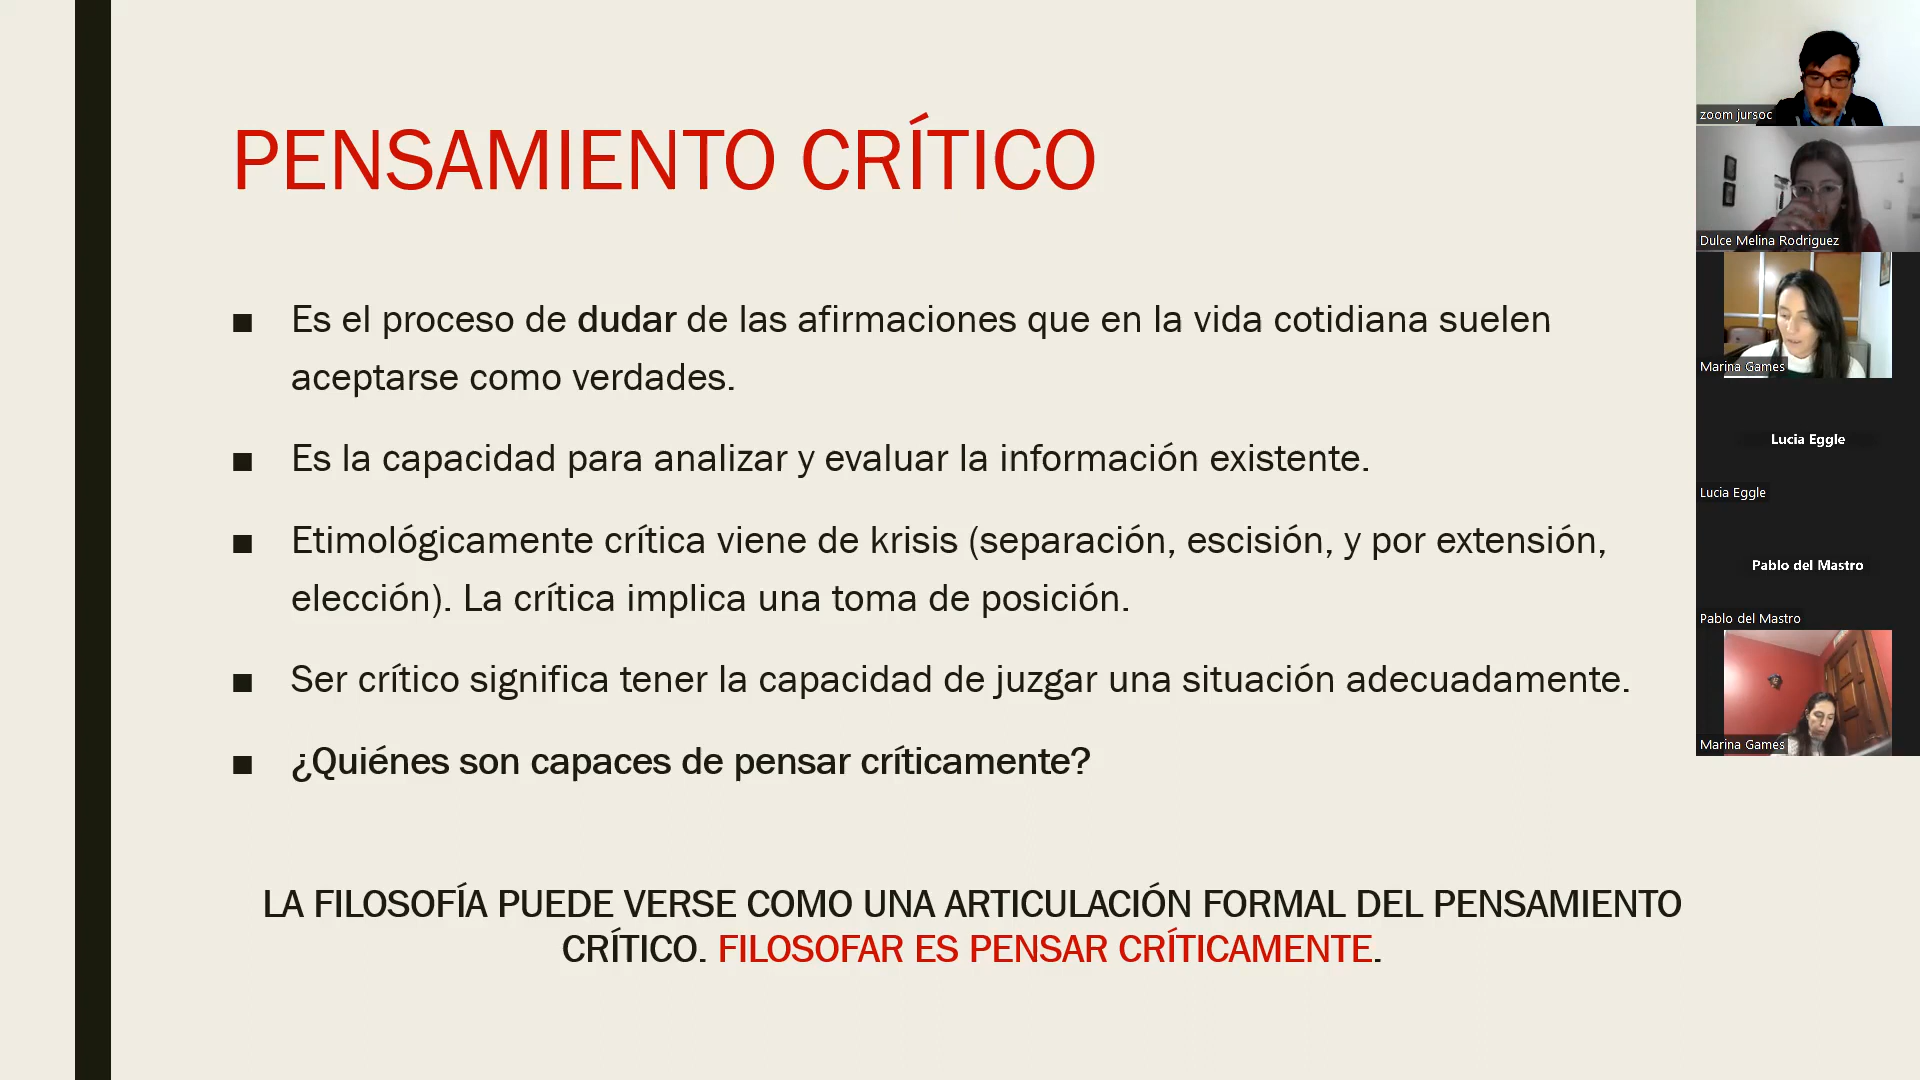 PENSAMIENTO CRÍTICO
■ Es el proceso de dudar de las afirmaciones que en la vida cotidiana suelen
aceptarse como verdades.
■ Es la capacidad para analizar y evaluar la información existente.
■ Etimológicamente crítica viene de krisis (separación, escisión, y por extensión,
elección). La crítica implica una toma de posición.
■ Ser crítico significa tener la capacidad de juzgar una situación adecuadamente.
■ ¿Quiénes son capaces de pensar críticamente?
LA FILOSOFÍA PUEDE VERSE COMO UNA ARTICULACIÓN FORMAL DEL PENSAMIENTO
CRÍTICO. FILOSOFAR ES PENSAR CRÍTICAMENTE.
zoom jursoc
Dulce Melina Rodriguez
Marina Games
Lucia Eggle
Lucia Eggle
Pablo del Mastro
Pablo del Mastro
Marina Games